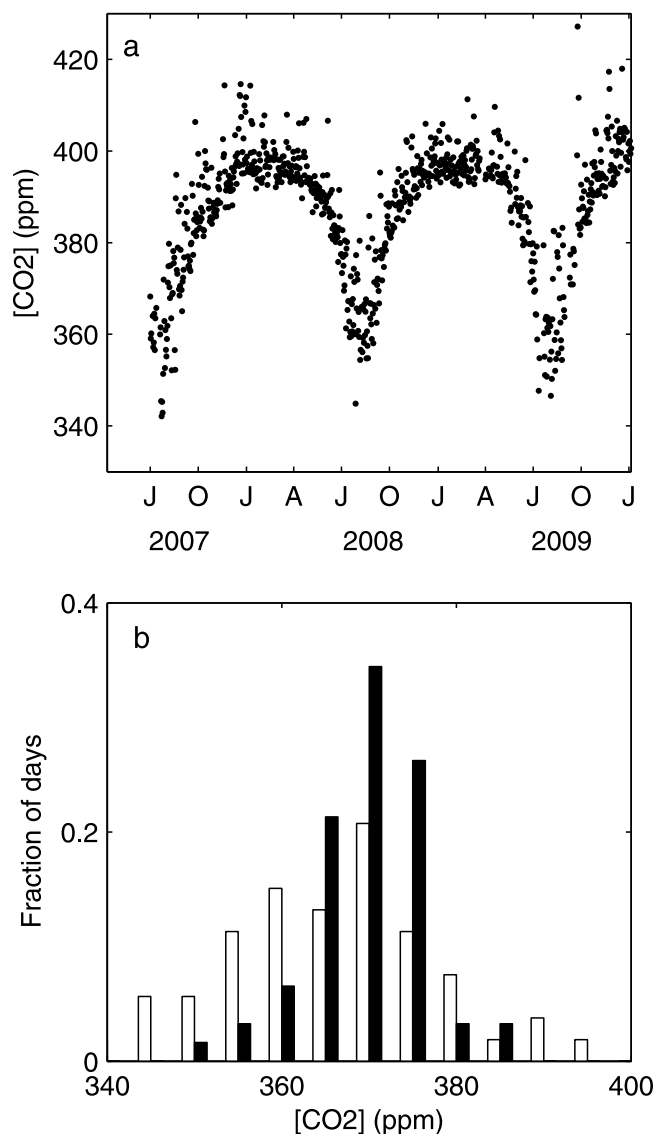 a
420
400
380
360
340
[CO2] (ppm)
J O J A J O J A J O J
2007 2008 2009
b
0.4
0.2
0
Fraction of days
340 360 380 400
[CO2] (ppm)